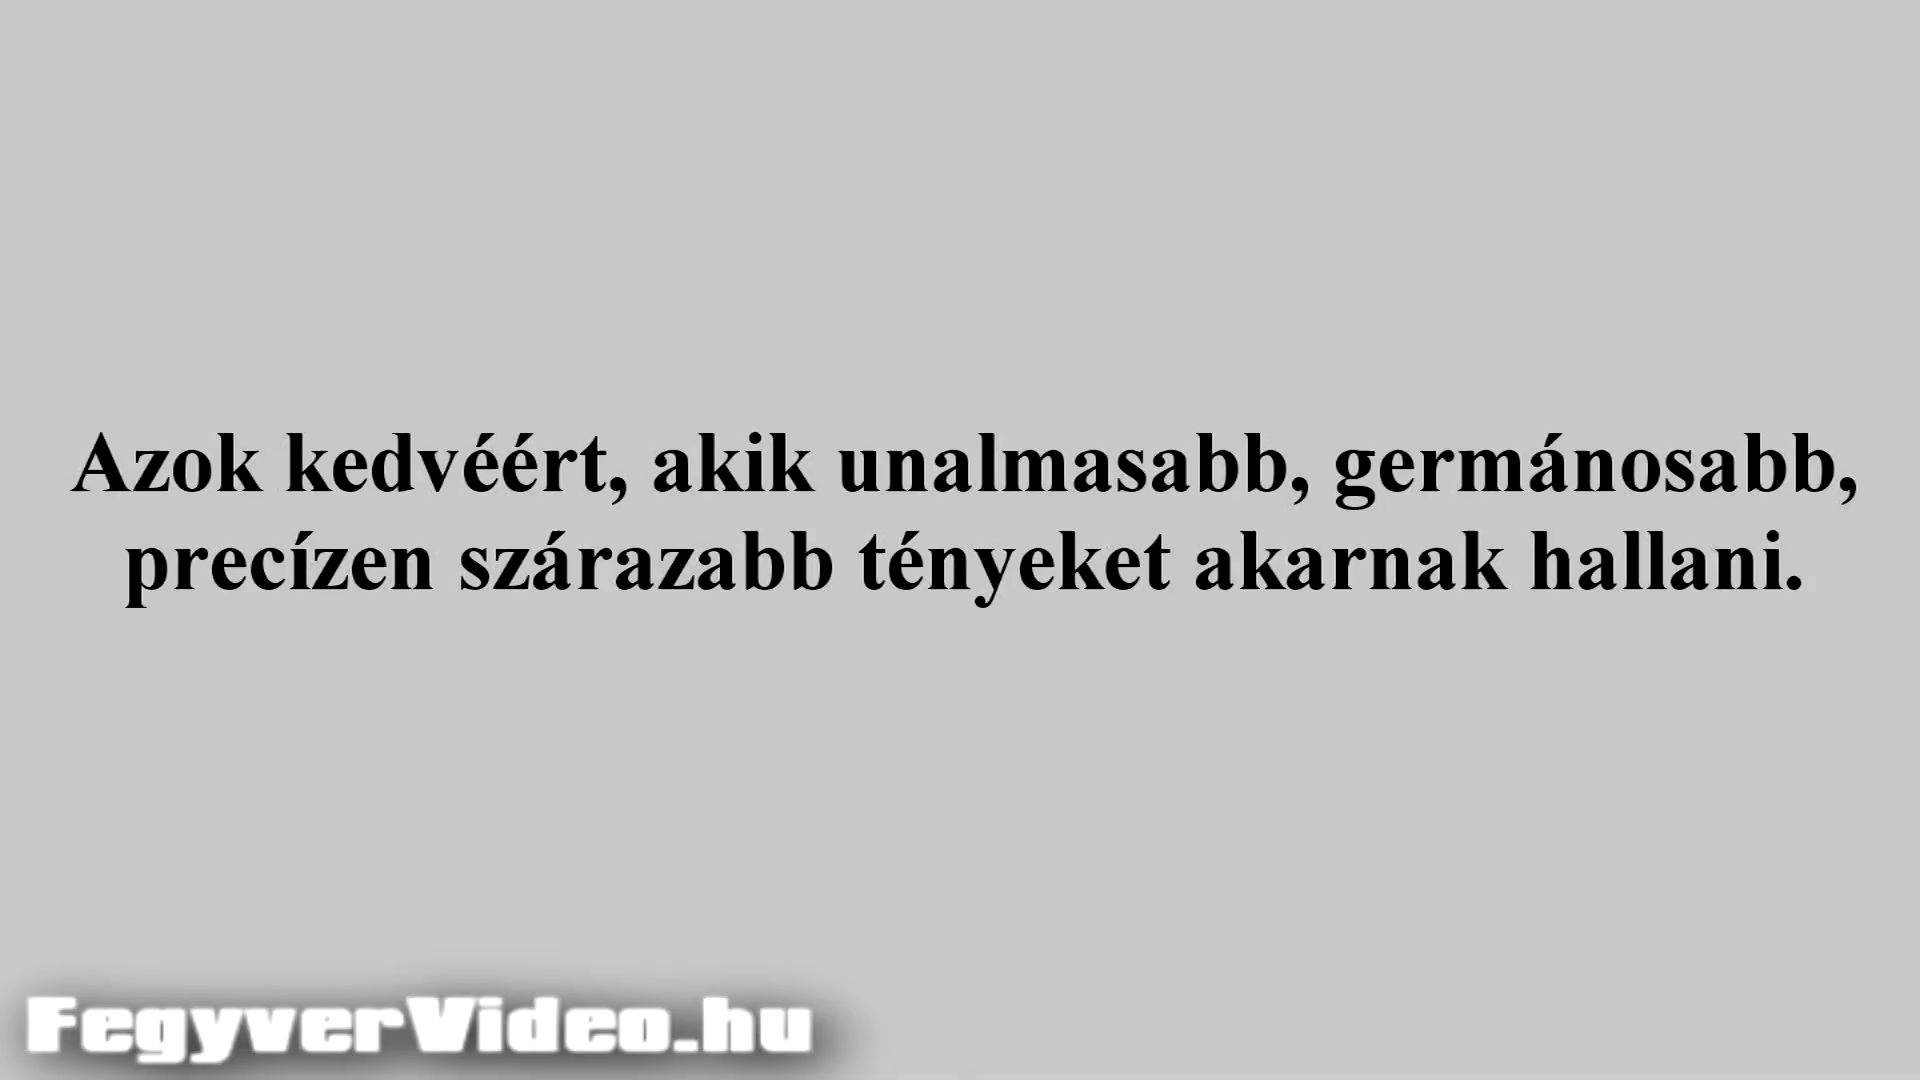 Azok kedvéért, akik unalmasabb, germánosabb,
precízen szárazabb tényeket akarnak hallani.
FegyverVideo.hu